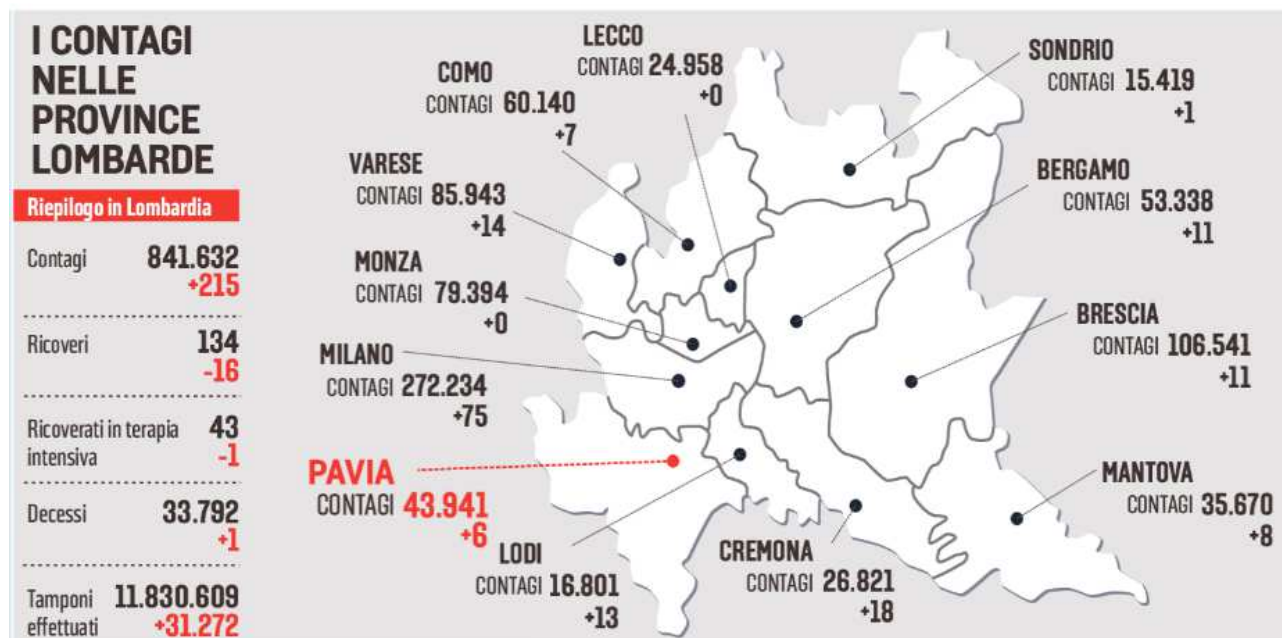 I CONTAGI
NELLE
PROVINCE
LOMBARDE
Riepilogo in Lombardia
Contagi 841.632
+215
Ricoveri 134
-16
Ricoverati in terapia intensiva 43
-1
Decessi 33.792
+1
Tamponi effettuati 11.830.609
+31.272
LECCO
CONTAGI 24.958
+0
SONDRIO
CONTAGI 15.419
+1
COMO
CONTAGI 60.140
+7
VARESE
CONTAGI 85.943
+14
BERGAMO
CONTAGI 53.338
+11
MONZA
CONTAGI 79.394
+0
BRESCIA
CONTAGI 106.541
+11
MILANO
CONTAGI 272.234
+75
PAVIA
CONTAGI 43.941
+6
MANTOVA
CONTAGI 35.670
+8
LODI
CONTAGI 16.801
+13
CREMONA
CONTAGI 26.821
+18